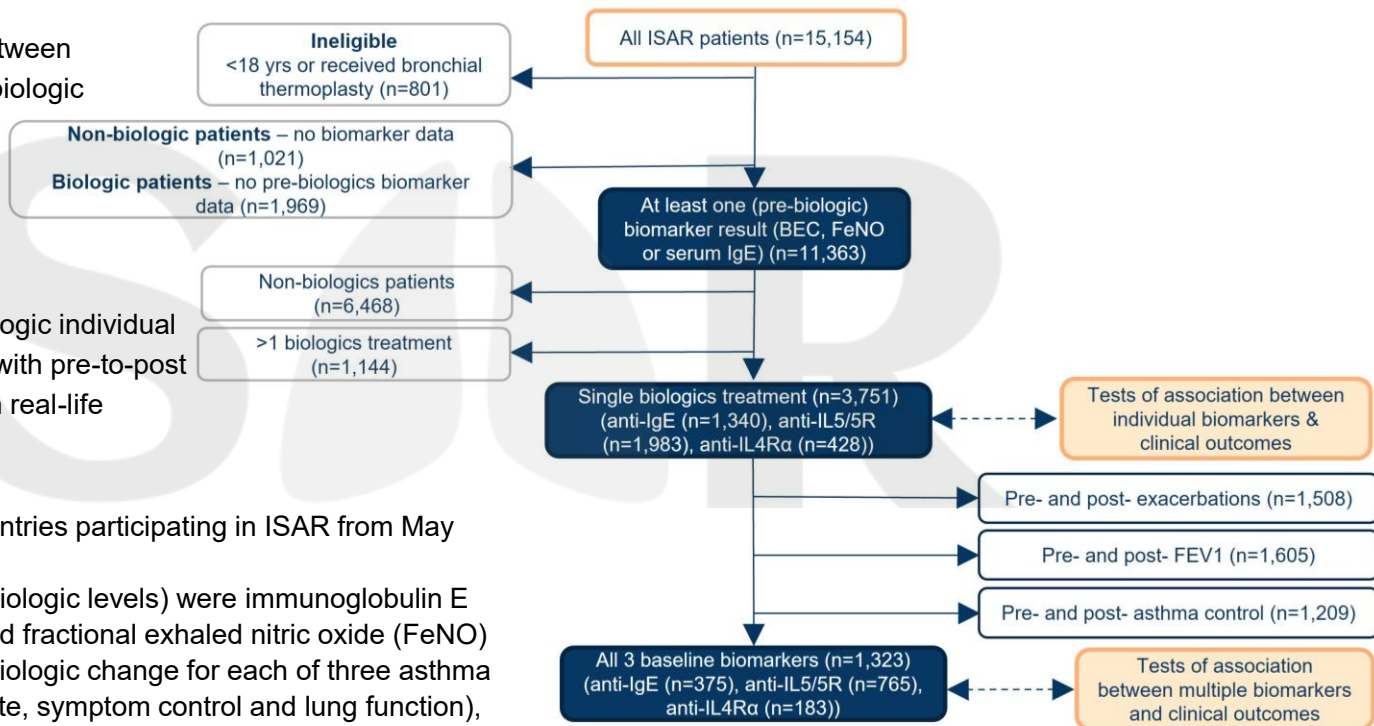 tween
biologic
ogic individual
with pre-to-post
n real-life
ntries participating in ISAR from May
iologic levels) were immunoglobulin E
d fractional exhaled nitric oxide (FeNO)
iologic change for each of three asthma
te, symptom control and lung function),
All ISAR patients (n=15,154)
Ineligible
<18 yrs or received bronchial
thermoplasty (n=801)
Non-biologic patients – no biomarker data
(n=1,021)
Biologic patients – no pre-biologics biomarker
data (n=1,969)
At least one (pre-biologic)
biomarker result (BEC, FeNO
or serum IgE) (n=11,363)
Non-biologics patients
(n=6,468)
>1 biologics treatment
(n=1,144)
Single biologics treatment (n=3,751)
(anti-IgE (n=1,340), anti-IL5/5R
(n=1,983), anti-IL4Rα (n=428))
Tests of association between
individual biomarkers &
clinical outcomes
Pre- and post- exacerbations (n=1,508)
Pre- and post- FEV1 (n=1,605)
Pre- and post- asthma control (n=1,209)
All 3 baseline biomarkers (n=1,323)
(anti-IgE (n=375), anti-IL5/5R (n=765),
anti-IL4Rα (n=183))
Tests of association
between multiple biomarkers
and clinical outcomes